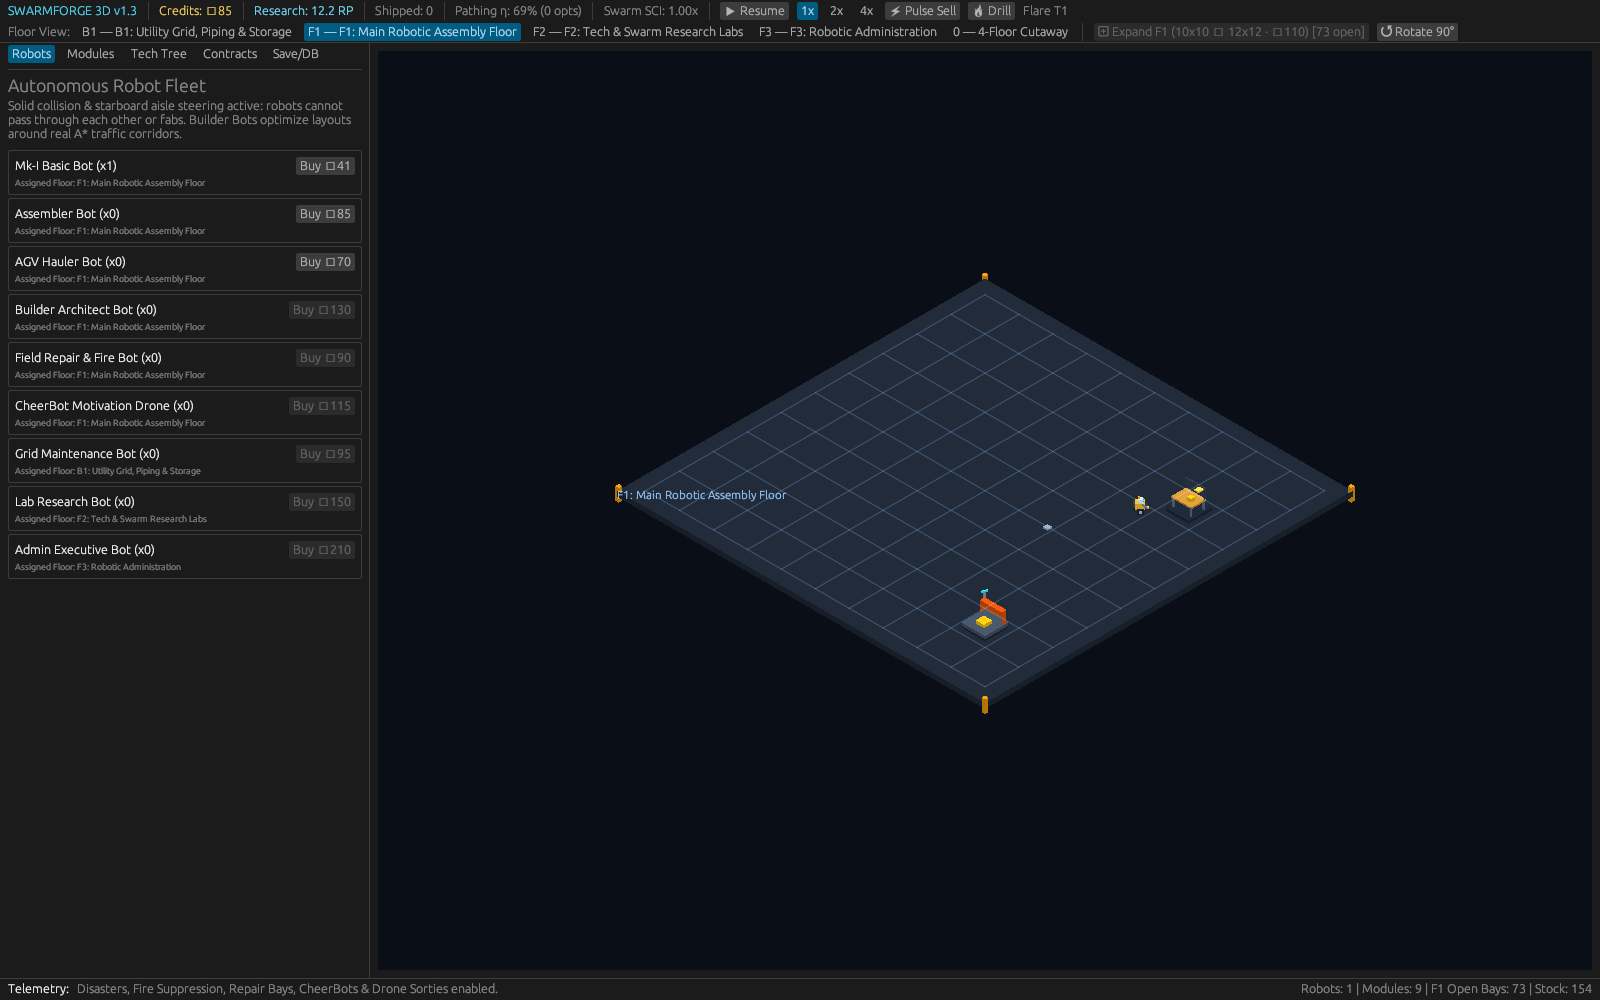 SWARMFORGE 3D v1.3 Credits: □85 Research: 12.2 RP Shipped: 0 Pathing η: 69% (0 opts) Swarm SCI: 1.00x ▶ Resume 1x 2x 4x ⚡ Pulse Sell 🔥 Drill Flare T1
Floor View: B1 — B1: Utility Grid, Piping & Storage F1 — F1: Main Robotic Assembly Floor F2 — F2: Tech & Swarm Research Labs F3 — F3: Robotic Administration 0 — 4-Floor Cutaway Expand F1 (10x10 □ 12x12 · □110) [73 open] Rotate 90°
Robots Modules Tech Tree Contracts Save/DB
Autonomous Robot Fleet
Solid collision & starboard aisle steering active: robots cannot
pass through each other or fabs. Builder Bots optimize layouts
around real A* traffic corridors.
Mk-I Basic Bot (x1) Buy □41
Assigned Floor: F1: Main Robotic Assembly Floor
Assembler Bot (x0) Buy □85
Assigned Floor: F1: Main Robotic Assembly Floor
AGV Hauler Bot (x0) Buy □70
Assigned Floor: F1: Main Robotic Assembly Floor
Builder Architect Bot (x0) Buy □130
Assigned Floor: F1: Main Robotic Assembly Floor
Field Repair & Fire Bot (x0) Buy □90
Assigned Floor: F1: Main Robotic Assembly Floor
CheerBot Motivation Drone (x0) Buy □115
Assigned Floor: F1: Main Robotic Assembly Floor
Grid Maintenance Bot (x0) Buy □95
Assigned Floor: B1: Utility Grid, Piping & Storage
Lab Research Bot (x0) Buy □150
Assigned Floor: F2: Tech & Swarm Research Labs
Admin Executive Bot (x0) Buy □210
Assigned Floor: F3: Robotic Administration
F1: Main Robotic Assembly Floor
Telemetry: Disasters, Fire Suppression, Repair Bays, CheerBots & Drone Sorties enabled. Robots: 1 | Modules: 9 | F1 Open Bays: 73 | Stock: 154